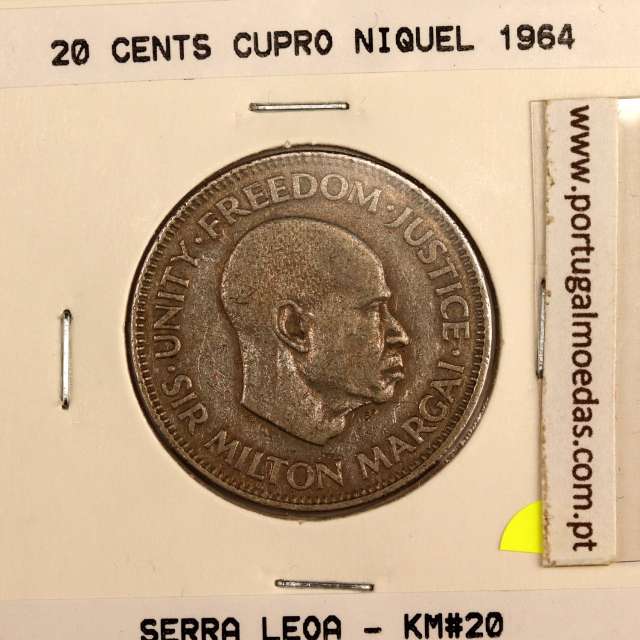 20 CENTS CUPRO NIQUEL 1964
www.portugalmoedas.com.pt
UNITY·FREEDOM·JUSTICE
SIR MILTON MARGAI
SERRA LEOA - KM#20